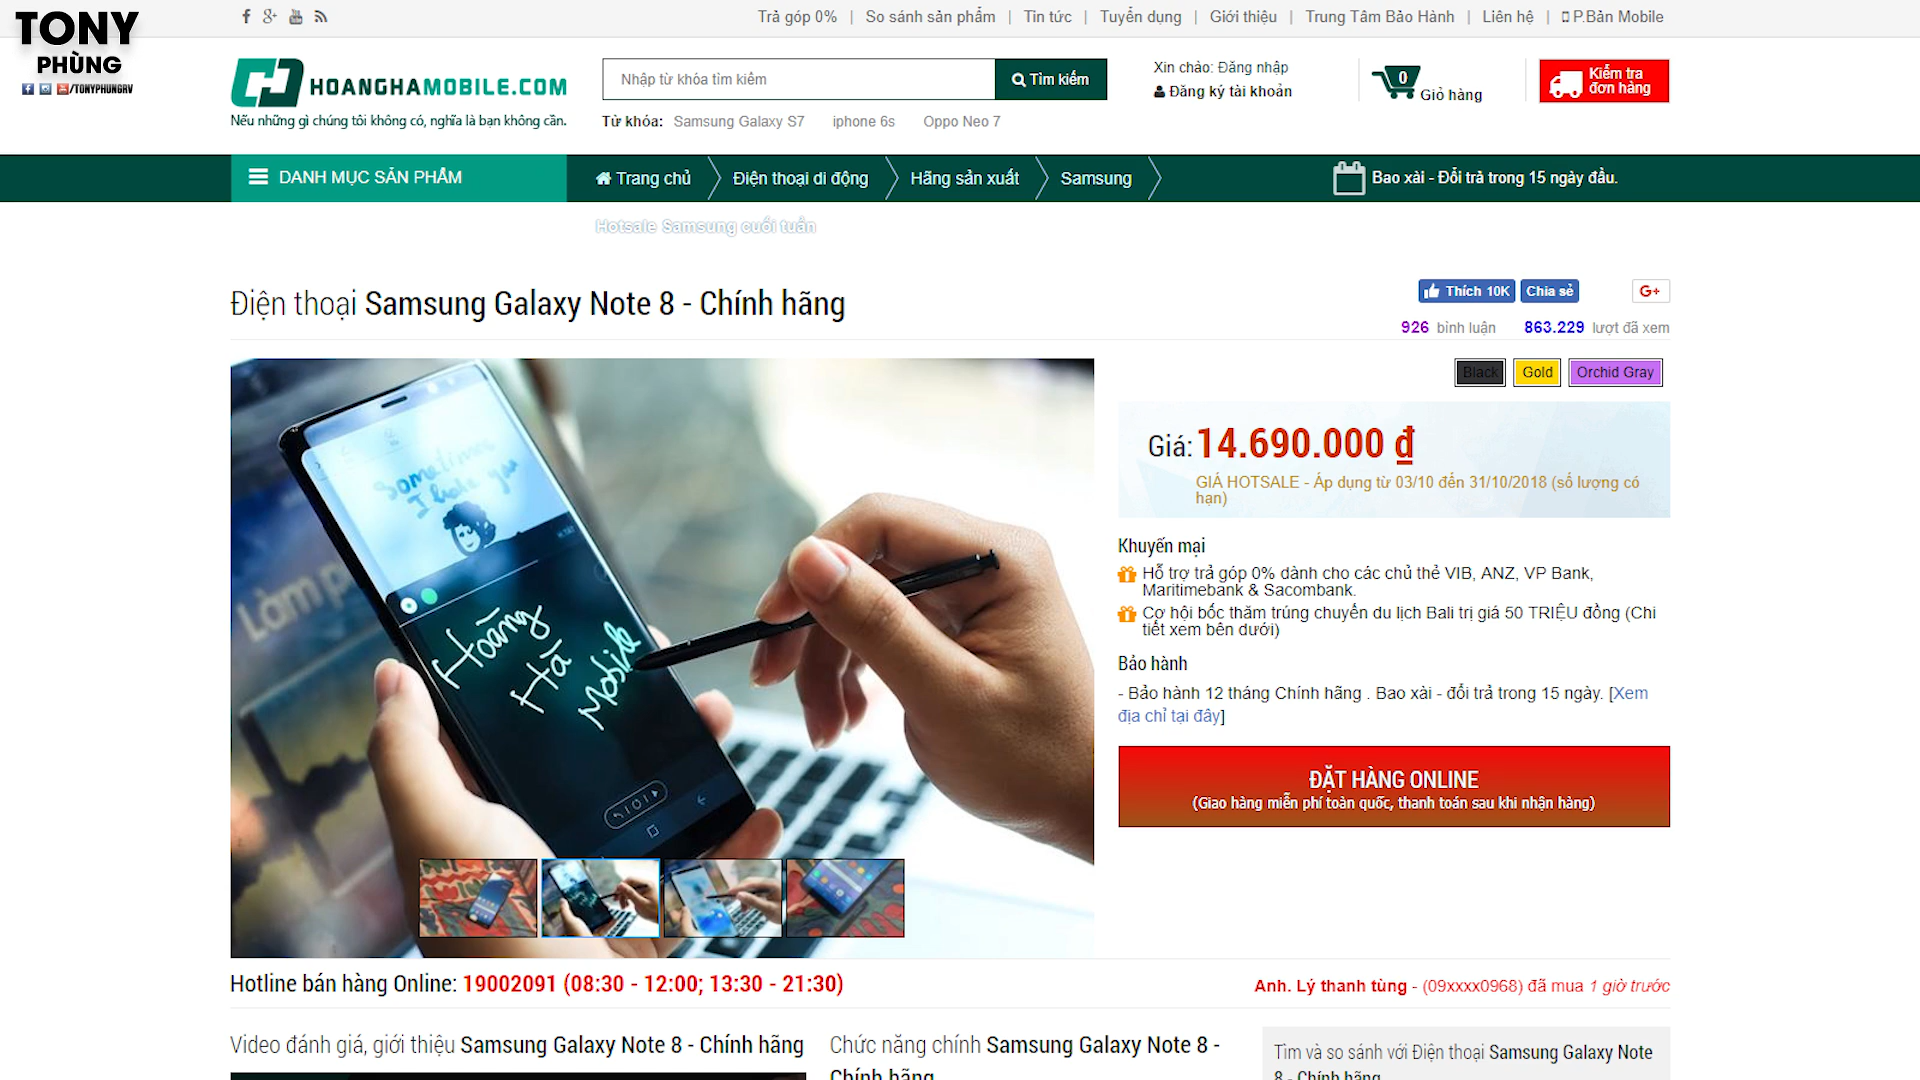 TONY
PHÙNG
/TONYPHUNGRV
Trả góp 0% | So sánh sản phẩm | Tin tức | Tuyển dụng | Giới thiệu | Trung Tâm Bảo Hành | Liên hệ | P.Bản Mobile
HOANGHAMOBILE.COM
Nếu những gì chúng tôi không có, nghĩa là bạn không cần.
Nhập từ khóa tìm kiếm
Tìm kiếm
Từ khóa: Samsung Galaxy S7 iphone 6s Oppo Neo 7
Xin chào: Đăng nhập
Đăng ký tài khoản
0
Giỏ hàng
Kiểm tra
đơn hàng
DANH MỤC SẢN PHẨM
Trang chủ
Điện thoại di động
Hãng sản xuất
Samsung
Bao xài - Đổi trả trong 15 ngày đầu.
Hotsale Samsung cuối tuần
Điện thoại Samsung Galaxy Note 8 - Chính hãng
Thích 10K
Chia sẻ
G+
926 bình luận 863.229 lượt đã xem
Black
Gold
Orchid Gray
Giá: 14.690.000 ₫
GIÁ HOTSALE - Áp dụng từ 03/10 đến 31/10/2018 (số lượng có
hạn)
Khuyến mại
Hỗ trợ trả góp 0% dành cho các chủ thẻ VIB, ANZ, VP Bank,
Maritimebank & Sacombank.
Cơ hội bốc thăm trúng chuyến du lịch Bali trị giá 50 TRIỆU đồng (Chi
tiết xem bên dưới)
Bảo hành
- Bảo hành 12 tháng Chính hãng . Bao xài - đổi trả trong 15 ngày. [Xem
địa chỉ tại đây]
ĐẶT HÀNG ONLINE
(Giao hàng miễn phí toàn quốc, thanh toán sau khi nhận hàng)
Sometimes
I hate you
Làm p
Hoàng
Hà
Mobile
Hotline bán hàng Online: 19002091 (08:30 - 12:00; 13:30 - 21:30)
Anh. Lý thanh tùng - (09xxxx0968) đã mua 1 giờ trước
Video đánh giá, giới thiệu Samsung Galaxy Note 8 - Chính hãng
Chức năng chính Samsung Galaxy Note 8 -
Chính hãng
Tìm và so sánh với Điện thoại Samsung Galaxy Note
8 - Chính hãng